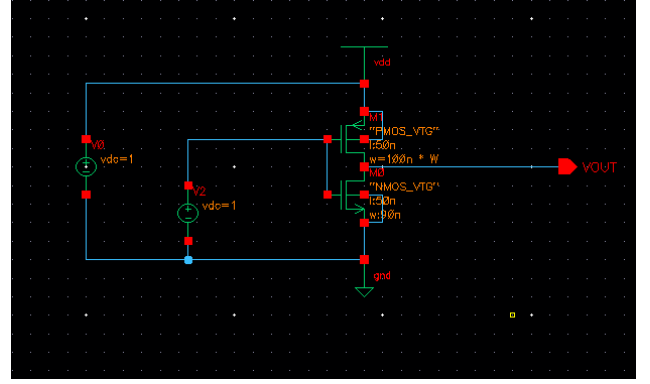 vdd
M1
"PMOS_VTG"
l:50n
w=100n * W
V0
vdc=1
VOUT
M0
"NMOS_VTG"
l:50n
w:90n
V2
vdc=1
gnd